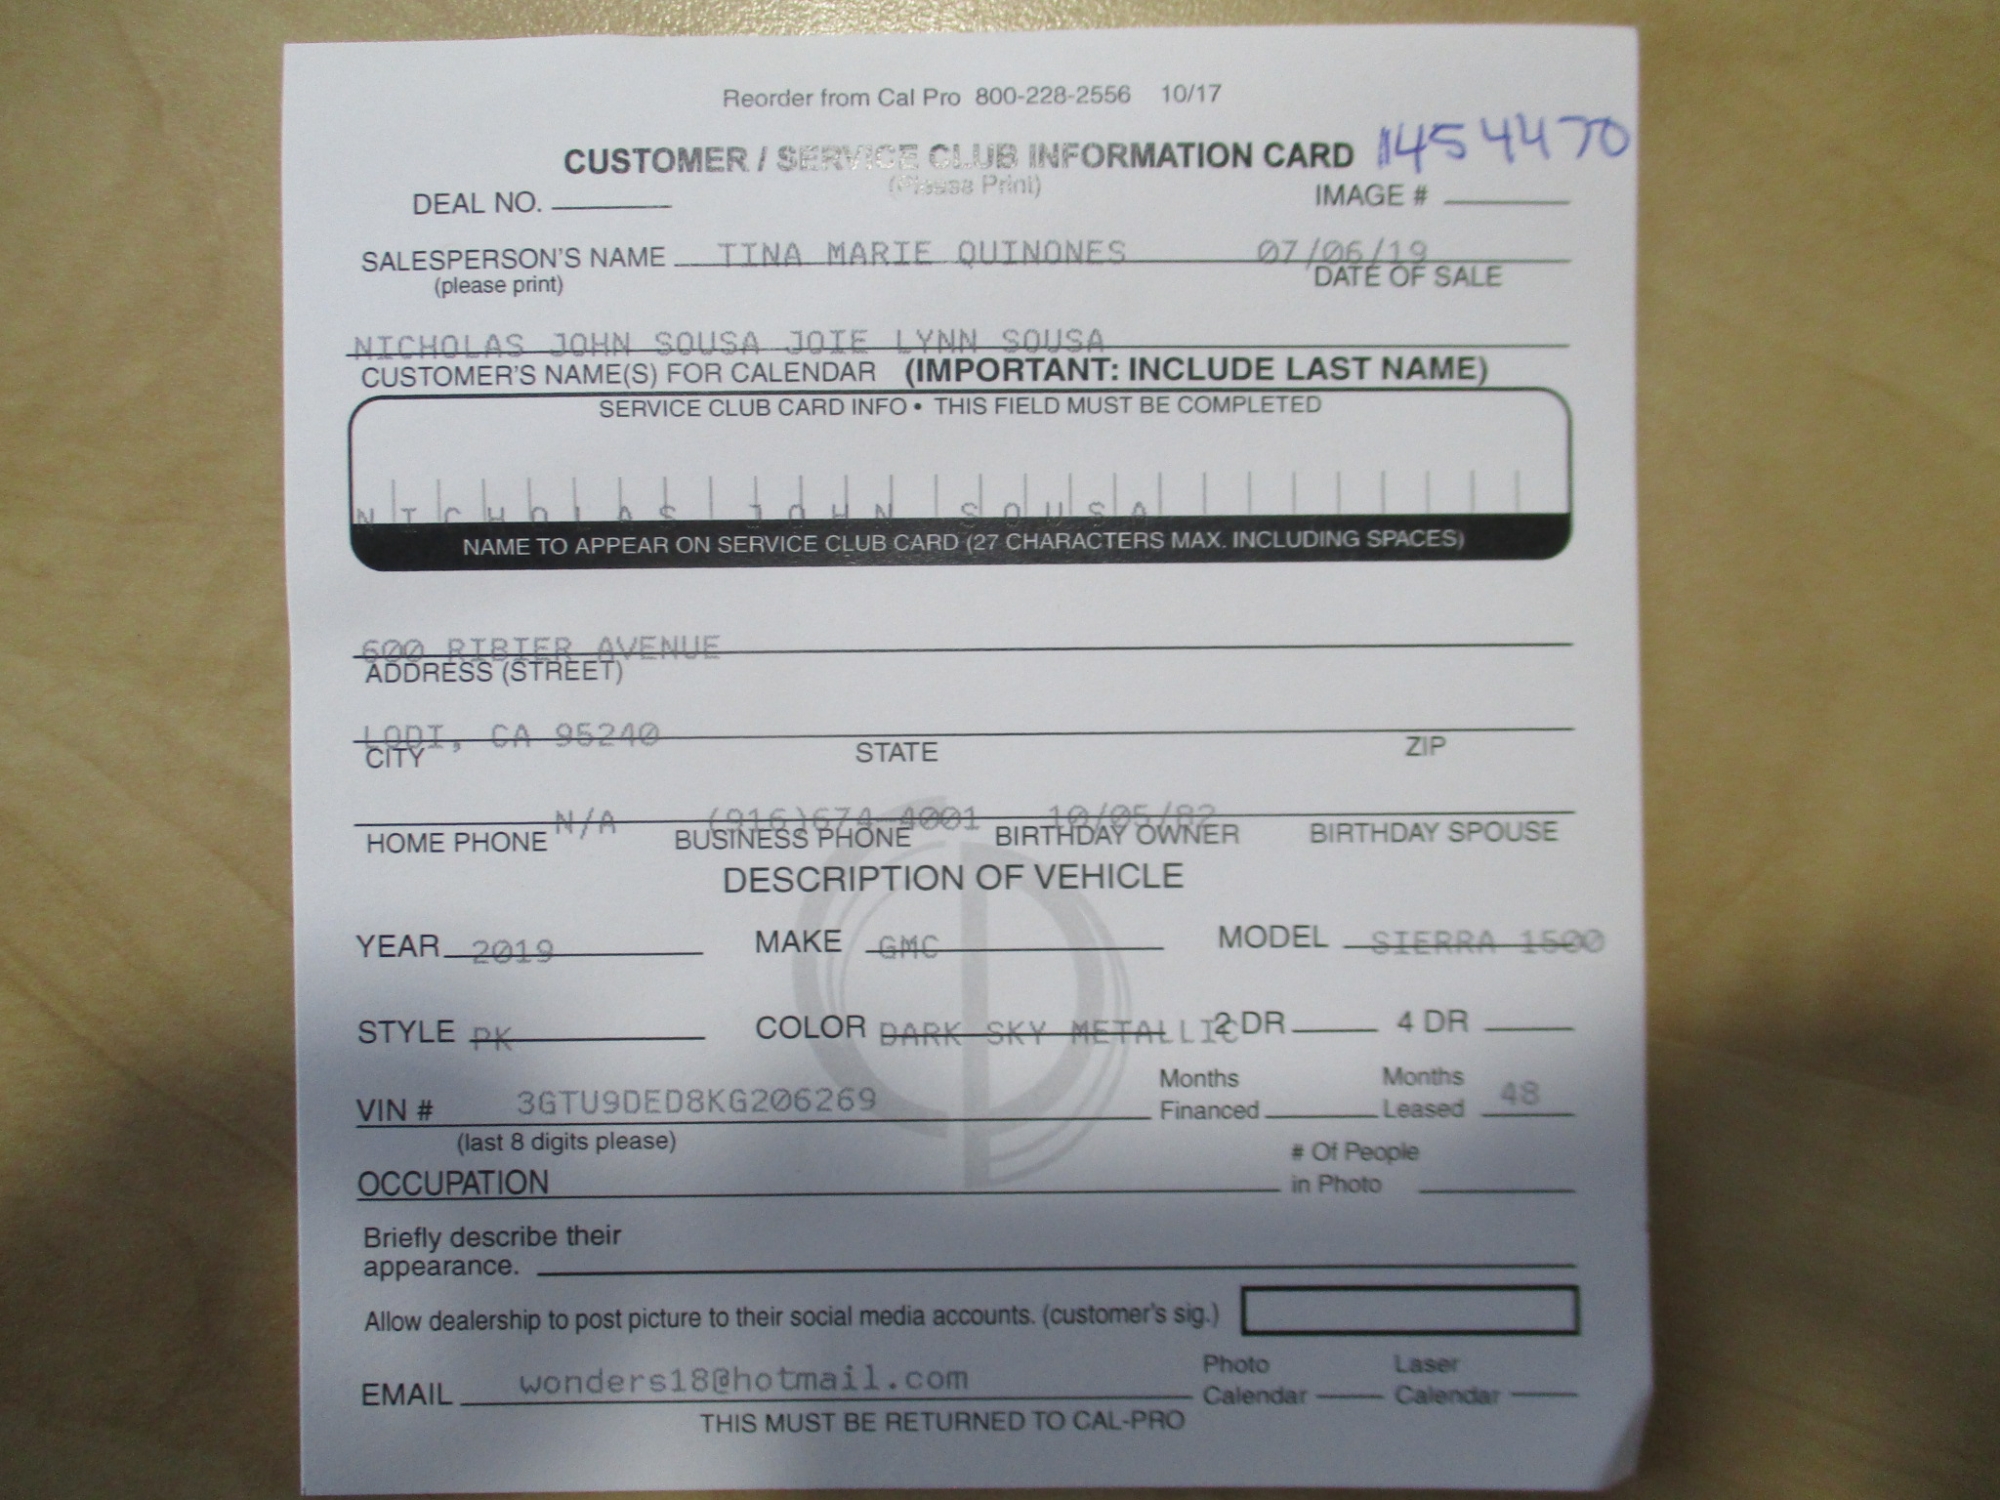 Reorder from Cal Pro 800-228-2556 10/17
CUSTOMER / SERVICE CLUB INFORMATION CARD 1454470
(Please Print)
DEAL NO. IMAGE #
SALESPERSON'S NAME TINA MARIE QUINONES 07/06/19
(please print) DATE OF SALE
NICHOLAS JOHN SOUSA JOIE LYNN SOUSA
CUSTOMER'S NAME(S) FOR CALENDAR (IMPORTANT: INCLUDE LAST NAME)
SERVICE CLUB CARD INFO • THIS FIELD MUST BE COMPLETED
NICHOLAS JOHN SOUSA
NAME TO APPEAR ON SERVICE CLUB CARD (27 CHARACTERS MAX. INCLUDING SPACES)
600 RIBIER AVENUE
ADDRESS (STREET)
LODI, CA 95240
CITY STATE ZIP
N/A (916)674-4001 10/05/82
HOME PHONE BUSINESS PHONE BIRTHDAY OWNER BIRTHDAY SPOUSE
DESCRIPTION OF VEHICLE
YEAR 2019 MAKE GMC MODEL SIERRA 1500
STYLE PK COLOR DARK SKY METALLIC 2 DR 4 DR
Months Months
VIN # 3GTU9DED8KG206269 Financed Leased 48
(last 8 digits please)
# Of People
OCCUPATION in Photo
Briefly describe their
appearance.
Allow dealership to post picture to their social media accounts. (customer's sig.)
Photo Laser
EMAIL wonders18@hotmail.com Calendar Calendar
THIS MUST BE RETURNED TO CAL-PRO